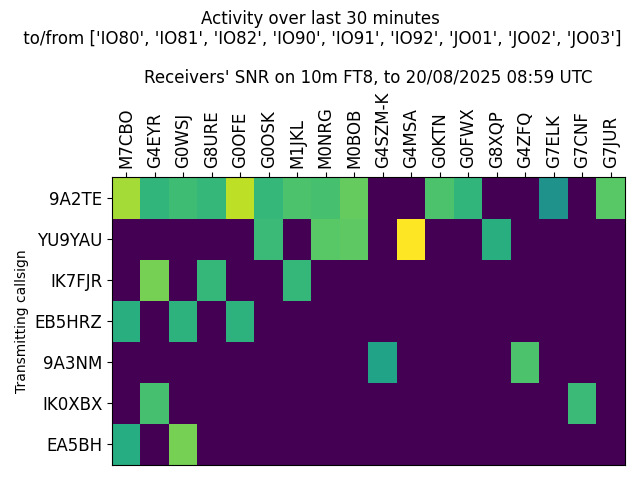 Activity over last 30 minutes
to/from ['IO80', 'IO81', 'IO82', 'IO90', 'IO91', 'IO92', 'JO01', 'JO02', 'JO03']
Receivers' SNR on 10m FT8, to 20/08/2025 08:59 UTC
M7CBO
G4EYR
G0WSJ
G8URE
G0OFE
G0OSK
M1JKL
M0NRG
M0BOB
G4SZM-K
G4MSA
G0KTN
G0FWX
G8XQP
G4ZFQ
G7ELK
G7CNF
G7JUR
Transmitting callsign
9A2TE
YU9YAU
IK7FJR
EB5HRZ
9A3NM
IK0XBX
EA5BH